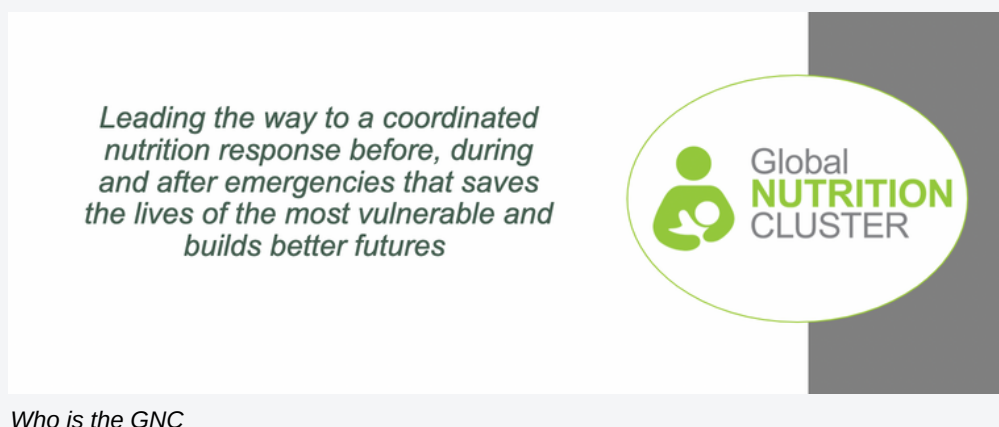 Leading the way to a coordinated
nutrition response before, during
and after emergencies that saves
the lives of the most vulnerable and
builds better futures
Global
NUTRITION
CLUSTER
Who is the GNC